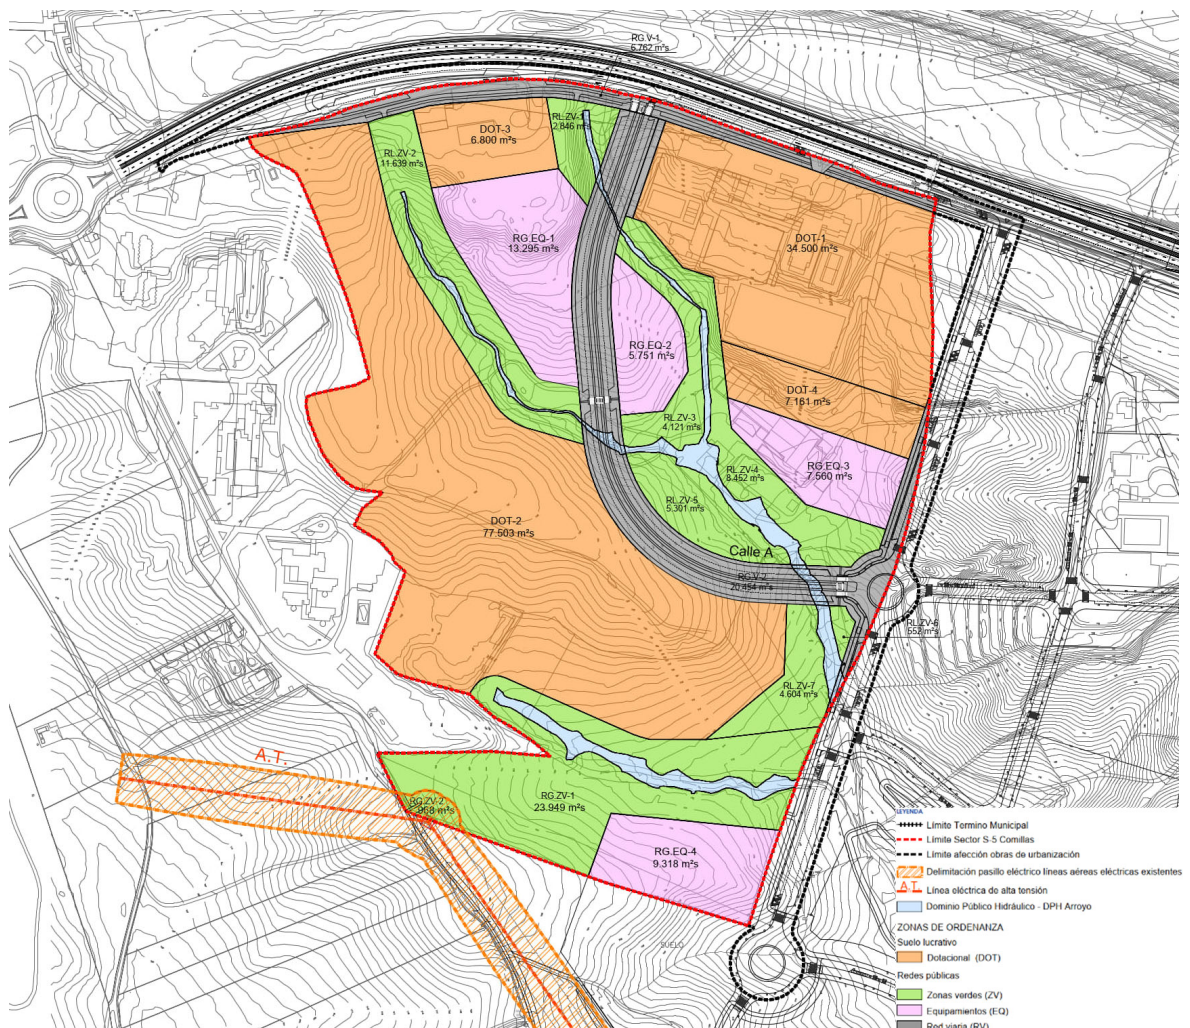 RG.V-1
6.762 m²s
DOT-3
6.800 m²s
RL.ZV-1
2.846 m²s
RL.ZV-2
11.639 m²s
RG.EQ-1
13.295 m²s
DOT-1
34.500 m²s
RG.EQ-2
5.751 m²s
DOT-4
7.161 m²s
RL.ZV-3
4.121 m²s
RG.EQ-3
7.560 m²s
RL.ZV-4
8.452 m²s
RL.ZV-5
5.301 m²s
DOT-2
77.503 m²s
Calle A
RG.V-2
20.454 m²s
RL.ZV-6
552 m²s
RL.ZV-7
4.604 m²s
A.T.
RG.ZV-1
23.949 m²s
RG.ZV-2
968 m²s
RG.EQ-4
9.318 m²s
SUELO
LEYENDA
Límite Termino Municipal
Límite Sector S-5 Comillas
Límite afección obras de urbanización
Delimitación pasillo eléctrico líneas aéreas eléctricas existentes
A.T. Línea eléctrica de alta tensión
Dominio Público Hidráulico - DPH Arroyo
ZONAS DE ORDENANZA
Suelo lucrativo
Dotacional (DOT)
Redes públicas
Zonas verdes (ZV)
Equipamientos (EQ)
Red viaria (RV)